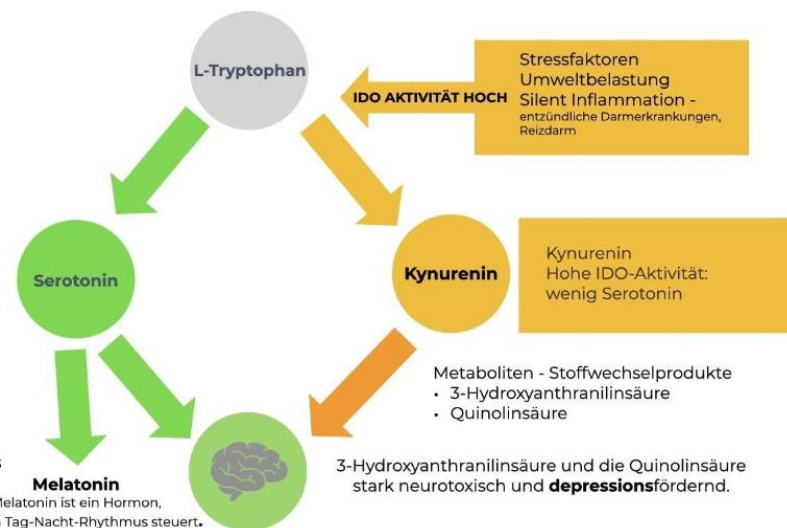 L-Tryptophan
IDO AKTIVITÄT HOCH
Stressfaktoren
Umweltbelastung
Silent Inflammation -
entzündliche Darmerkrankungen,
Reizdarm
Serotonin
Kynurenin
Kynurenin
Hohe IDO-Aktivität:
wenig Serotonin
Metaboliten - Stoffwechselprodukte
• 3-Hydroxyanthranilinsäure
• Quinolinsäure
3-Hydroxyanthranilinsäure und die Quinolinsäure
stark neurotoxisch und depressionsfördernd.
Melatonin
Melatonin ist ein Hormon,
Tag-Nacht-Rhythmus steuert.